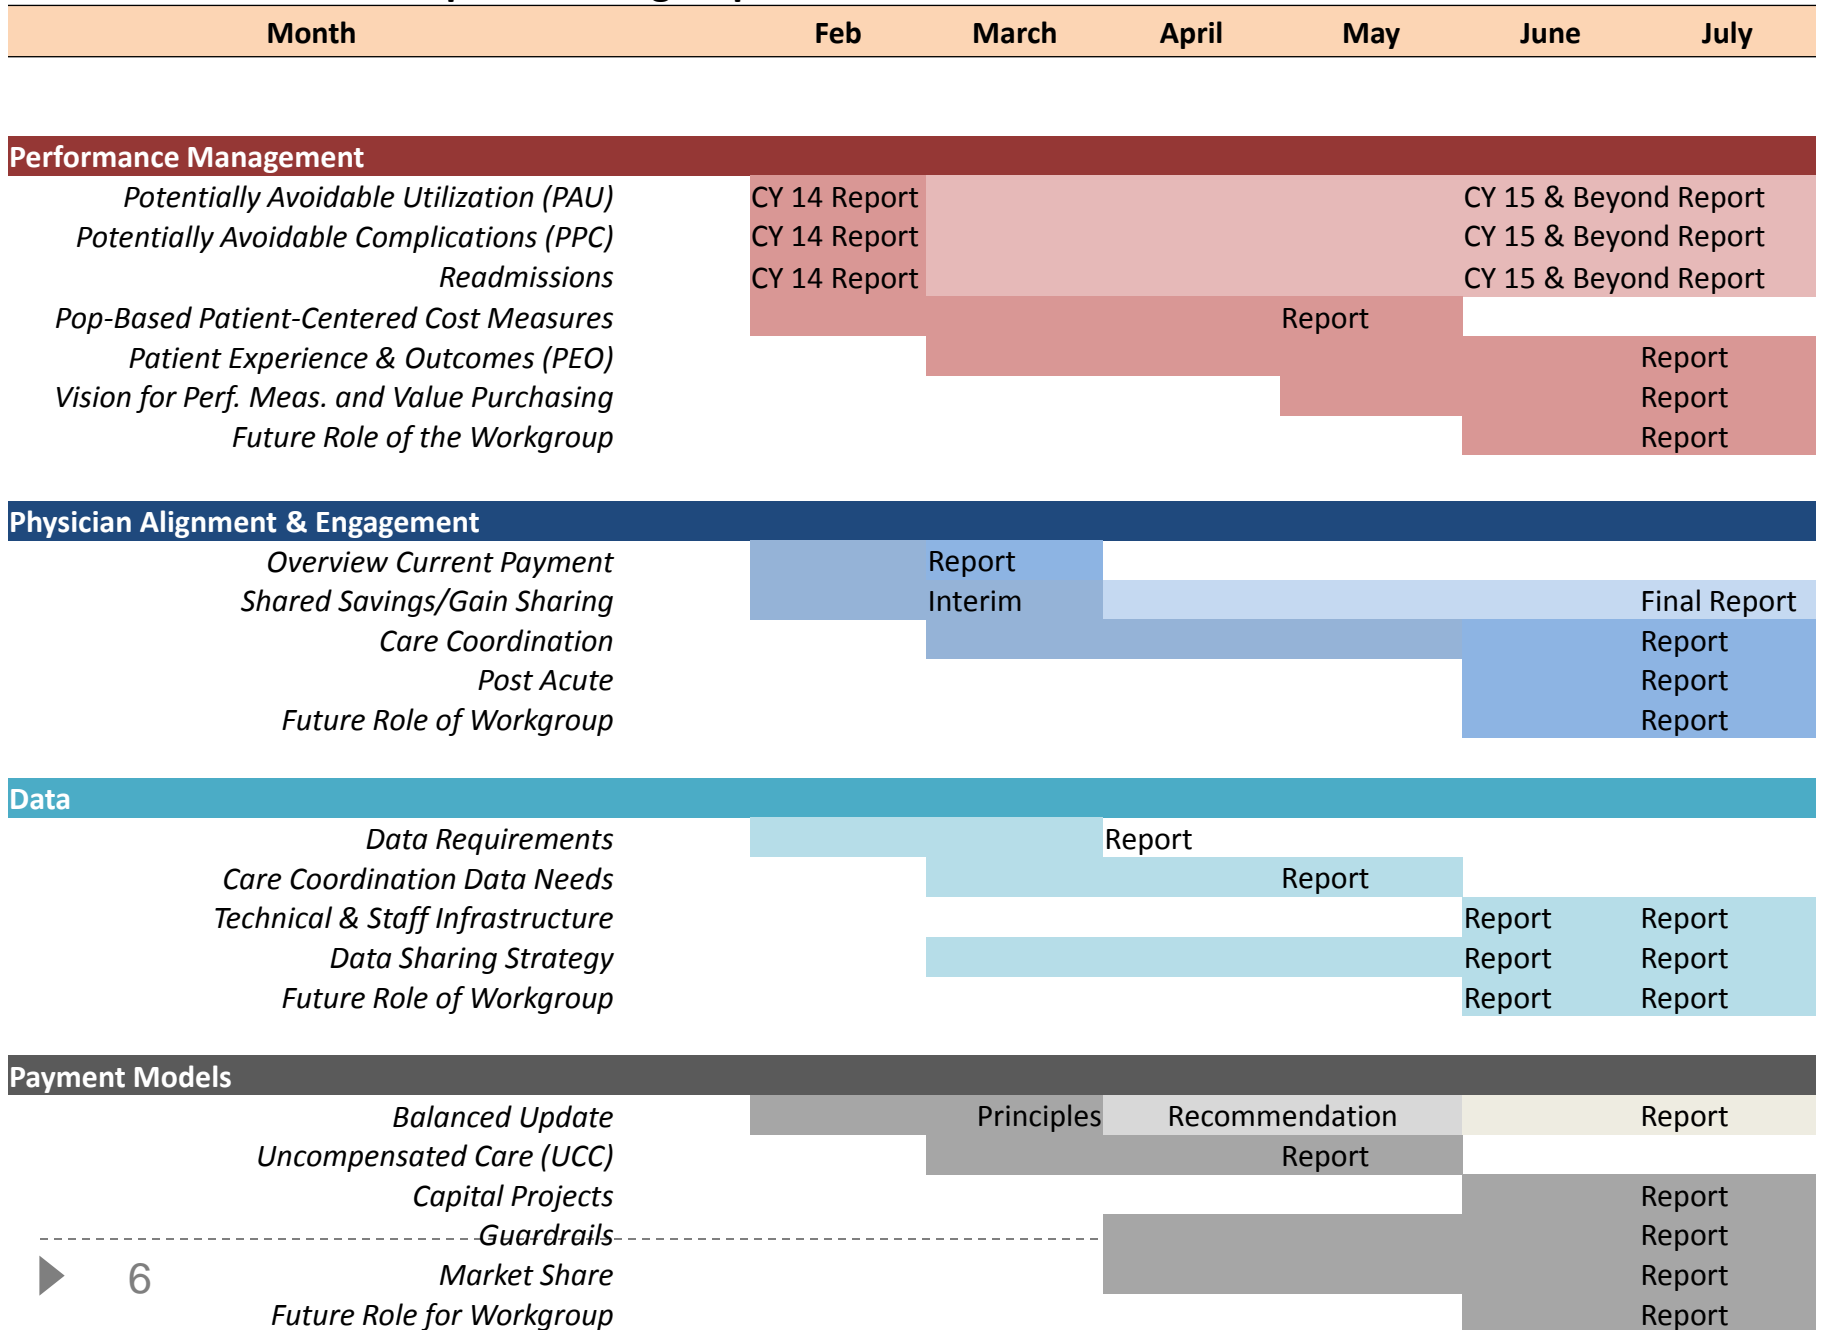 Month Feb March April May June July
Performance Management
Potentially Avoidable Utilization (PAU) CY 14 Report CY 15 & Beyond Report
Potentially Avoidable Complications (PPC) CY 14 Report CY 15 & Beyond Report
Readmissions CY 14 Report CY 15 & Beyond Report
Pop-Based Patient-Centered Cost Measures Report
Patient Experience & Outcomes (PEO) Report
Vision for Perf. Meas. and Value Purchasing Report
Future Role of the Workgroup Report
Physician Alignment & Engagement
Overview Current Payment Report
Shared Savings/Gain Sharing Interim Final Report
Care Coordination Report
Post Acute Report
Future Role of Workgroup Report
Data
Data Requirements Report
Care Coordination Data Needs Report
Technical & Staff Infrastructure Report Report
Data Sharing Strategy Report Report
Future Role of Workgroup Report Report
Payment Models
Balanced Update Principles Recommendation Report
Uncompensated Care (UCC) Report
Capital Projects Report
Guardrails Report
6 Market Share Report
Future Role for Workgroup Report